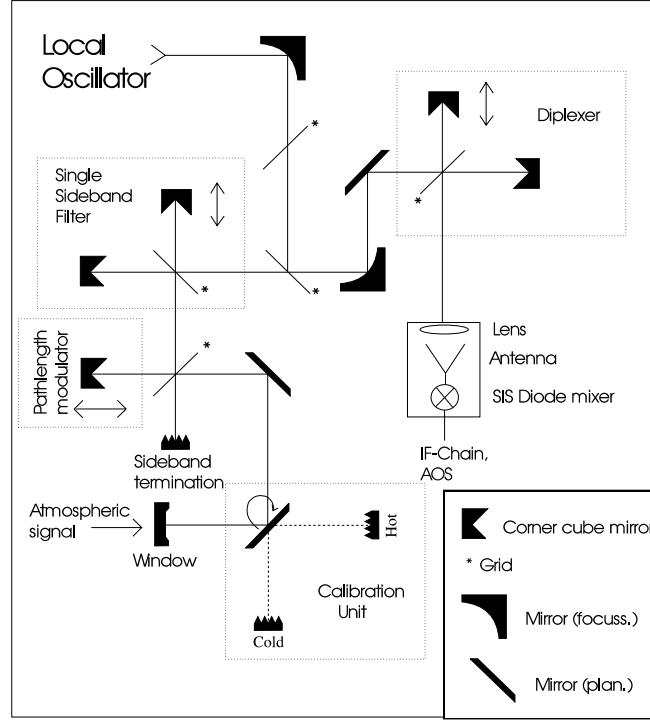 Local
Oscillator
*
Diplexer
Single
Sideband
Filter
*
*
*
Pathlength
modulator
*
Lens
Antenna
SIS Diode mixer
IF-Chain,
AOS
Sideband
termination
Atmospheric
signal
Window
Hot
Calibration
Unit
Cold
Corner cube mirror
* Grid
Mirror (focuss.)
Mirror (plan.)